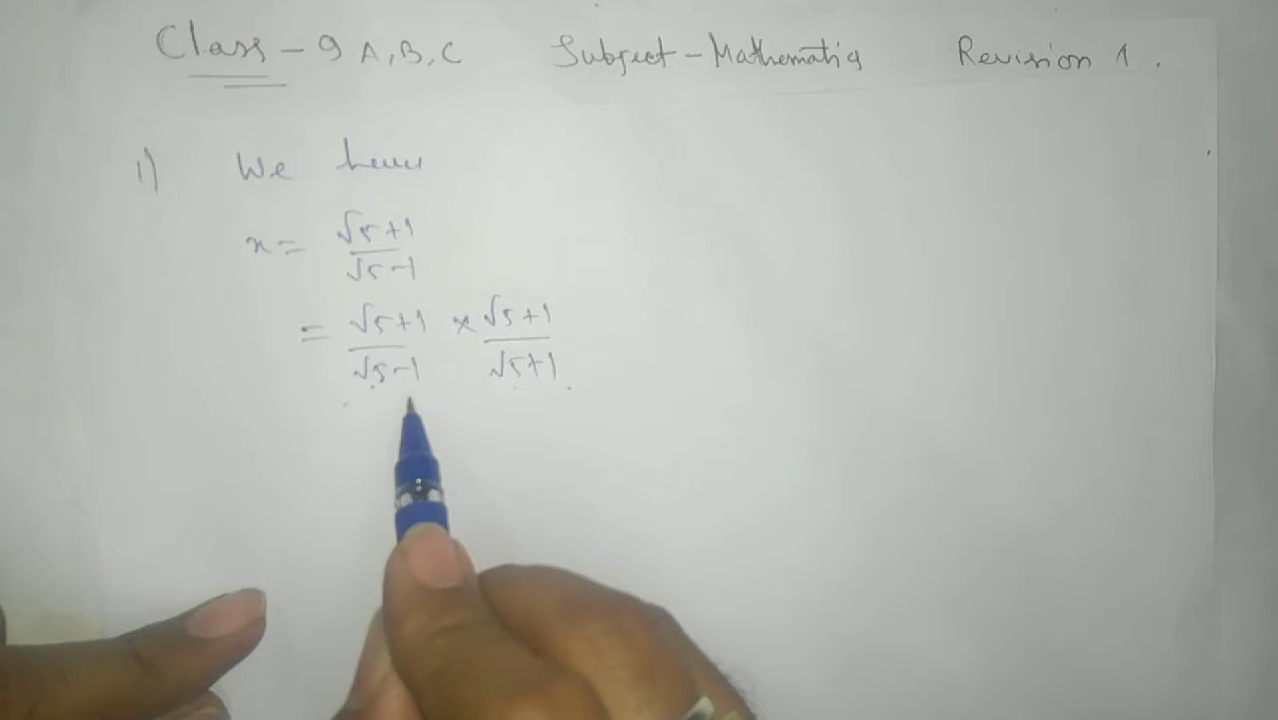 Class - 9 A, B, C Subject - Mathematics Revision 1.
1) We have
x = √5+1 / √5-1
= √5+1 / √5-1 × √5+1 / √5+1